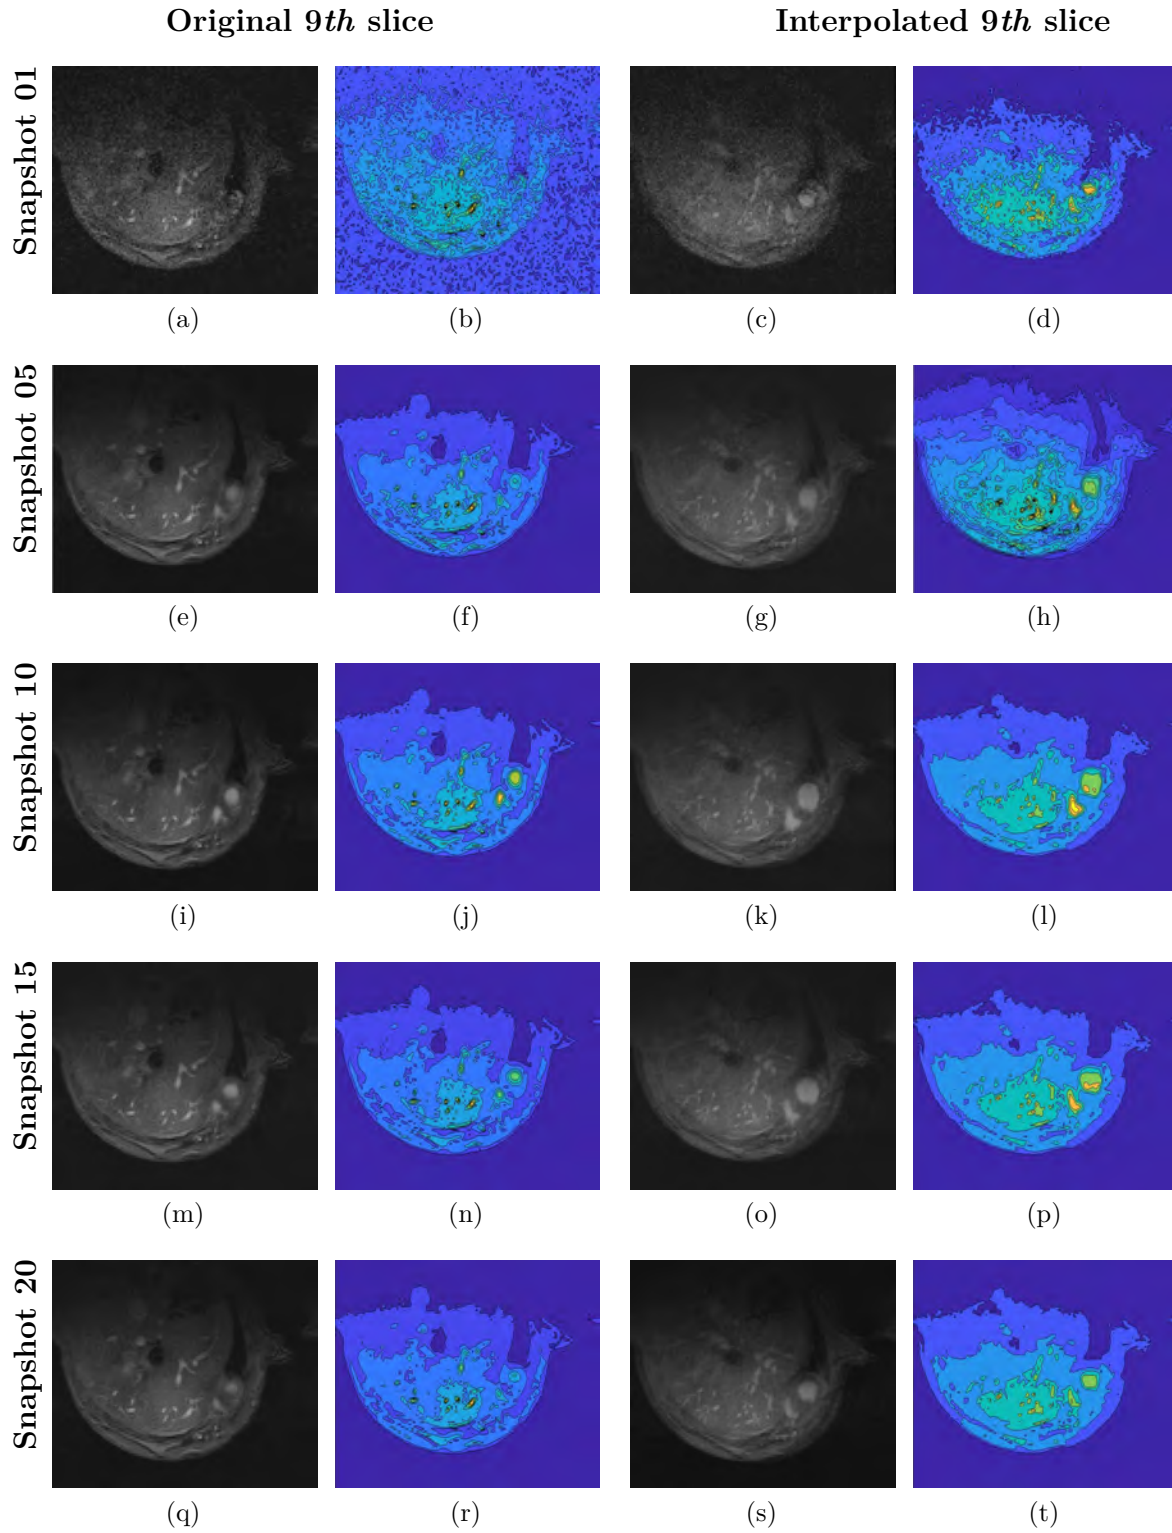 Original 9th slice Interpolated 9th slice
Snapshot 01
(a) (b) (c) (d)
Snapshot 05
(e) (f) (g) (h)
Snapshot 10
(i) (j) (k) (l)
Snapshot 15
(m) (n) (o) (p)
Snapshot 20
(q) (r) (s) (t)